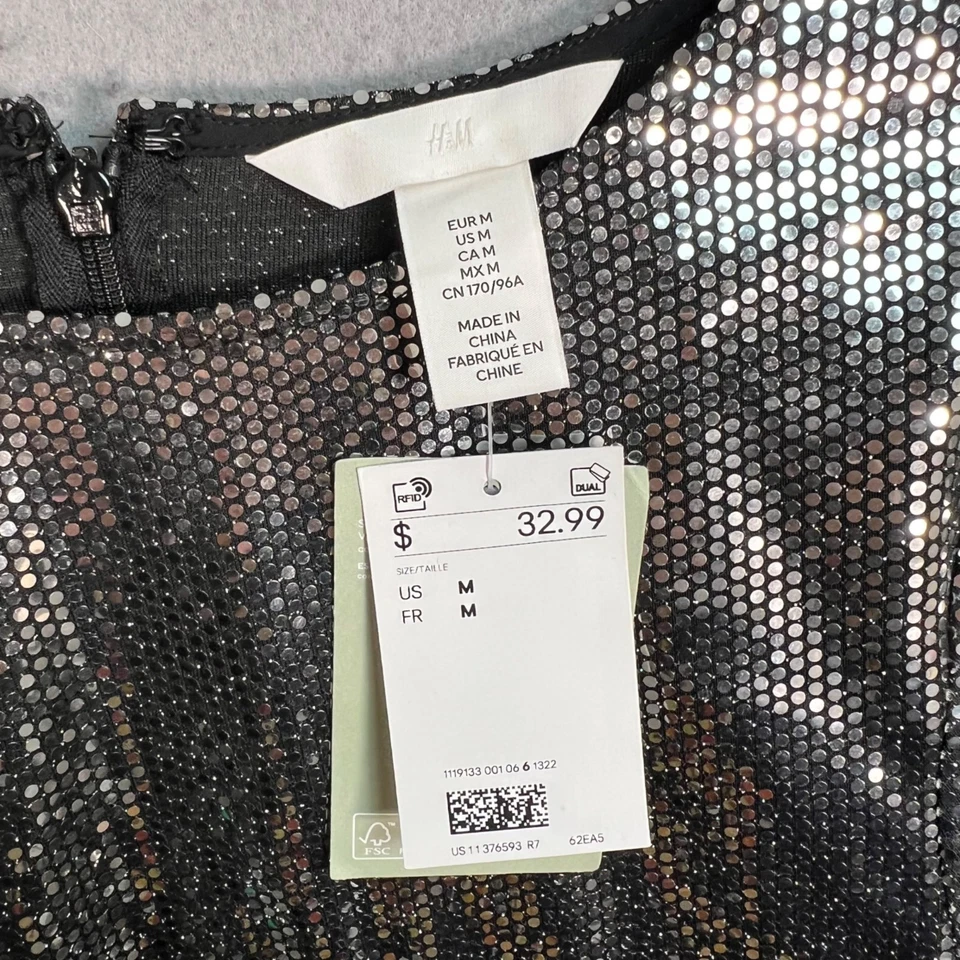 H&M
EUR M
US M
CA M
MX M
CN 170/96A
MADE IN
CHINA
FABRIQUÉ EN
CHINE
RFID
DUAL
$ 32.99
SIZE/TAILLE
US M
FR M
1119133 001 06 6 1322
US 11 376593 R7 62EA5
FSC